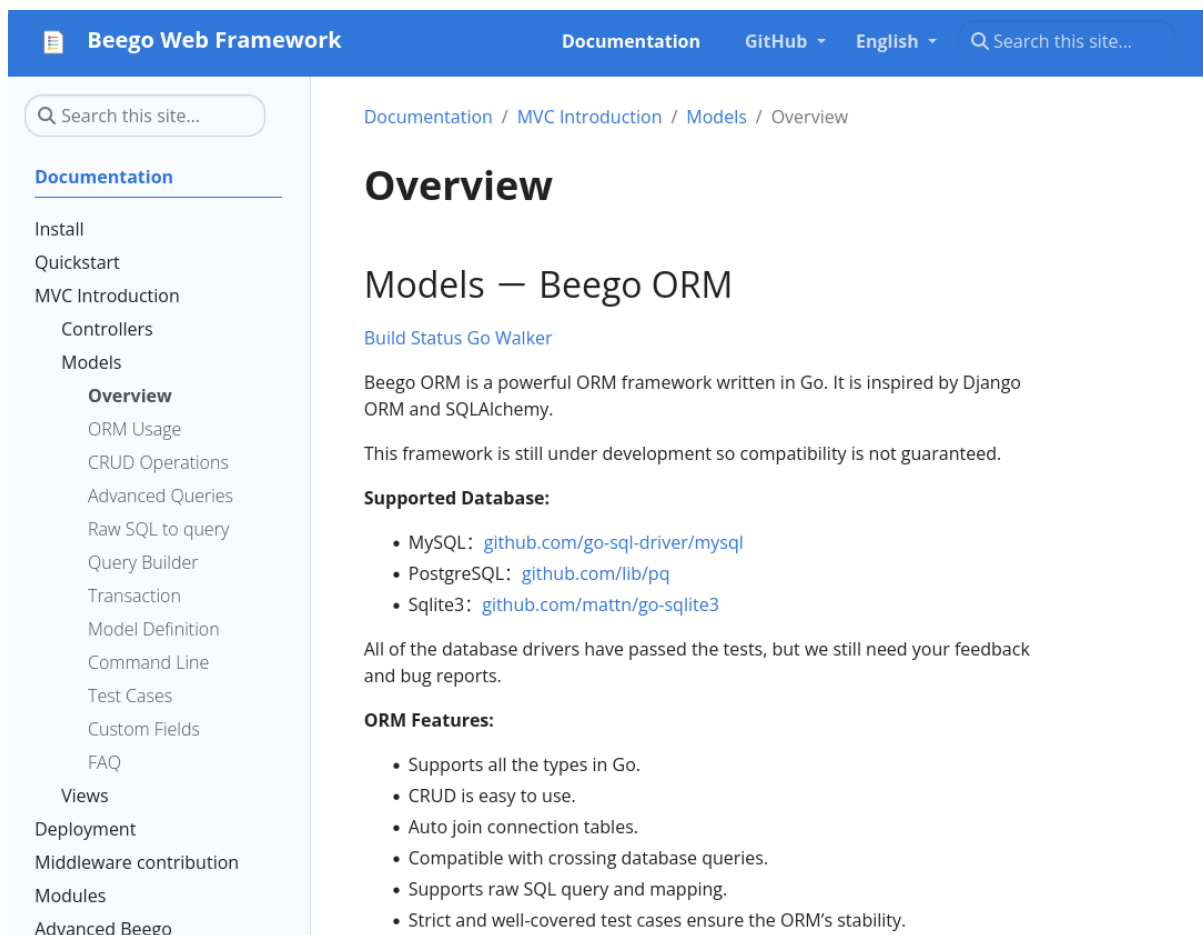 Beego Web Framework
Documentation
GitHub
English
Search this site...
Search this site...
Documentation
Install
Quickstart
MVC Introduction
Controllers
Models
Overview
ORM Usage
CRUD Operations
Advanced Queries
Raw SQL to query
Query Builder
Transaction
Model Definition
Command Line
Test Cases
Custom Fields
FAQ
Views
Deployment
Middleware contribution
Modules
Advanced Beego
Documentation / MVC Introduction / Models / Overview
Overview
Models － Beego ORM
Build Status Go Walker
Beego ORM is a powerful ORM framework written in Go. It is inspired by Django
ORM and SQLAlchemy.
This framework is still under development so compatibility is not guaranteed.
Supported Database:
• MySQL：github.com/go-sql-driver/mysql
• PostgreSQL：github.com/lib/pq
• Sqlite3：github.com/mattn/go-sqlite3
All of the database drivers have passed the tests, but we still need your feedback
and bug reports.
ORM Features:
• Supports all the types in Go.
• CRUD is easy to use.
• Auto join connection tables.
• Compatible with crossing database queries.
• Supports raw SQL query and mapping.
• Strict and well-covered test cases ensure the ORM’s stability.